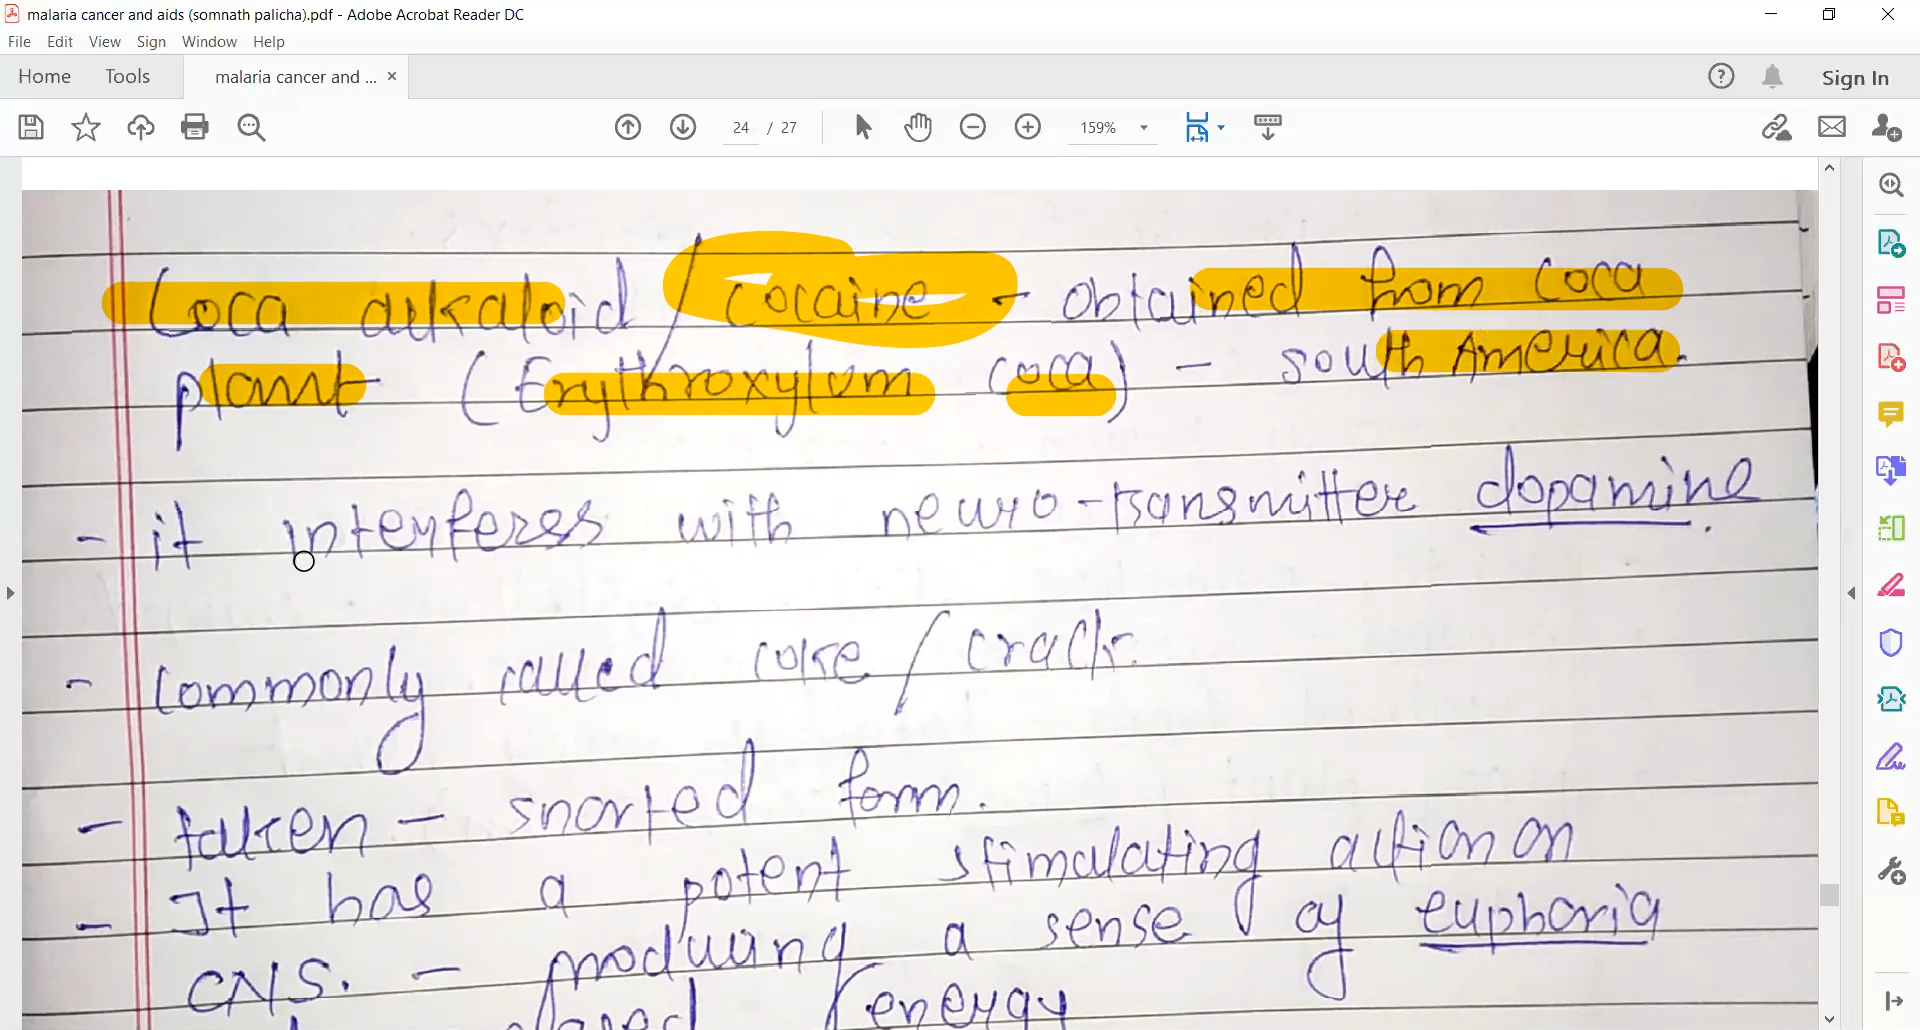 malaria cancer and aids (somnath palicha).pdf - Adobe Acrobat Reader DC
File Edit View Sign Window Help
Home Tools malaria cancer and ... × Sign In
24 / 27 159%
Coca alkaloid / cocaine - obtained from coca
plant (Erythroxylum coca) - south America.
- it interferes with neuro-transmitter dopamine.
- commonly called coke / crack.
- taken - snorted form.
- It has a potent stimulating action on
CNS. - producing a sense of euphoria
energy